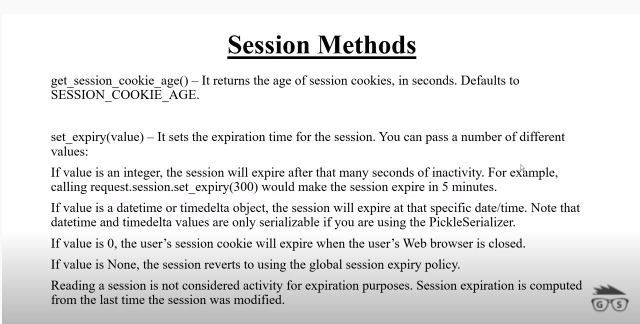 Session Methods
get_session_cookie_age() – It returns the age of session cookies, in seconds. Defaults to
SESSION_COOKIE_AGE.
set_expiry(value) – It sets the expiration time for the session. You can pass a number of different
values:
If value is an integer, the session will expire after that many seconds of inactivity. For example,
calling request.session.set_expiry(300) would make the session expire in 5 minutes.
If value is a datetime or timedelta object, the session will expire at that specific date/time. Note that
datetime and timedelta values are only serializable if you are using the PickleSerializer.
If value is 0, the user’s session cookie will expire when the user’s Web browser is closed.
If value is None, the session reverts to using the global session expiry policy.
Reading a session is not considered activity for expiration purposes. Session expiration is computed
from the last time the session was modified.
G S